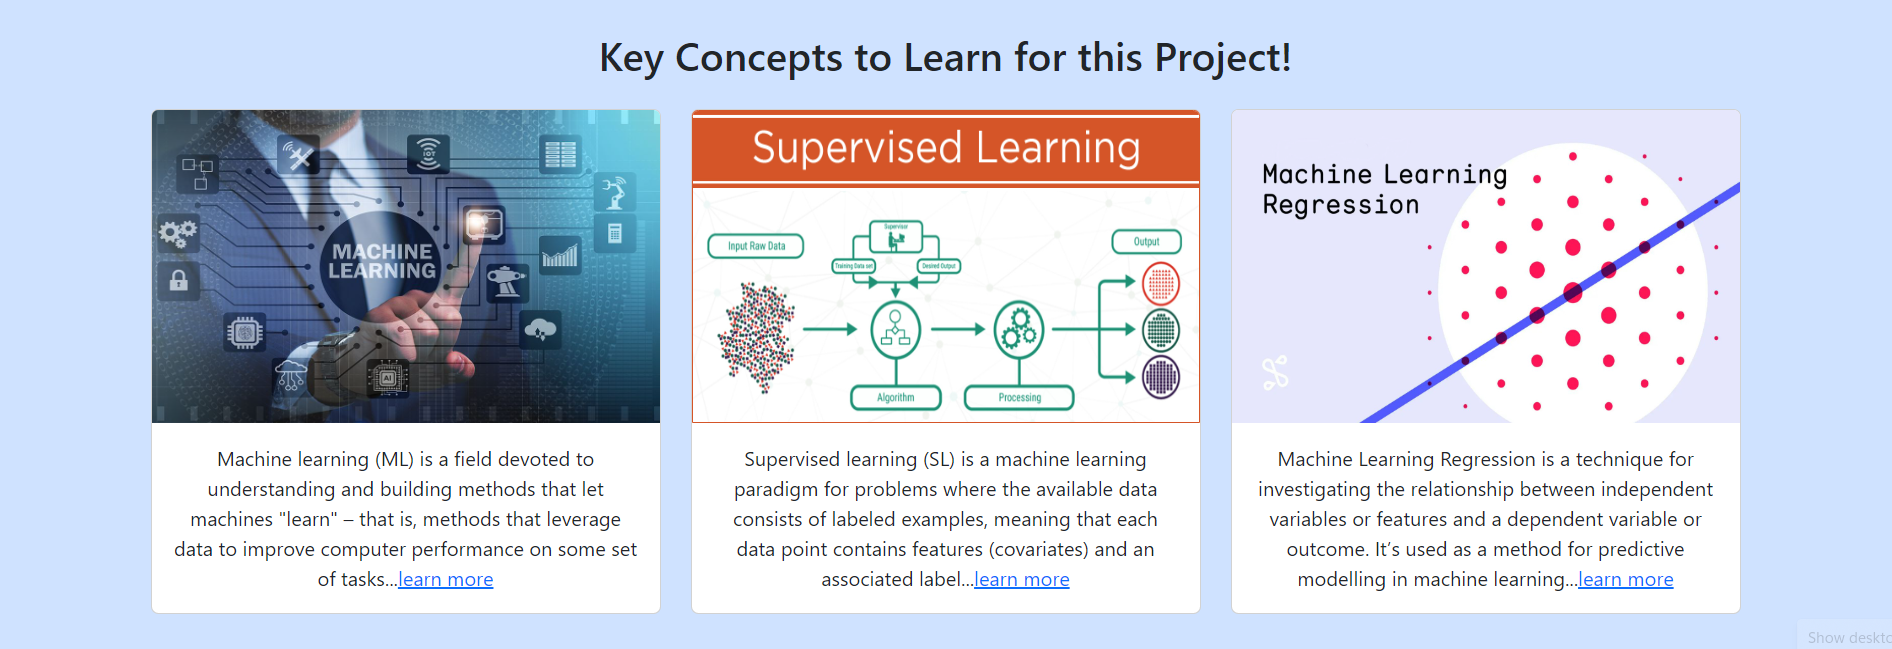 Key Concepts to Learn for this Project!
IOT
MACHINE
LEARNING
AI
Machine learning (ML) is a field devoted to
understanding and building methods that let
machines "learn" – that is, methods that leverage
data to improve computer performance on some set
of tasks...learn more
Supervised Learning
Input Raw Data
Supervisor
Training Data set
Desired Output
Output
Algorithm
Processing
Supervised learning (SL) is a machine learning
paradigm for problems where the available data
consists of labeled examples, meaning that each
data point contains features (covariates) and an
associated label...learn more
Machine Learning
Regression
Machine Learning Regression is a technique for
investigating the relationship between independent
variables or features and a dependent variable or
outcome. It’s used as a method for predictive
modelling in machine learning...learn more
Show deskto